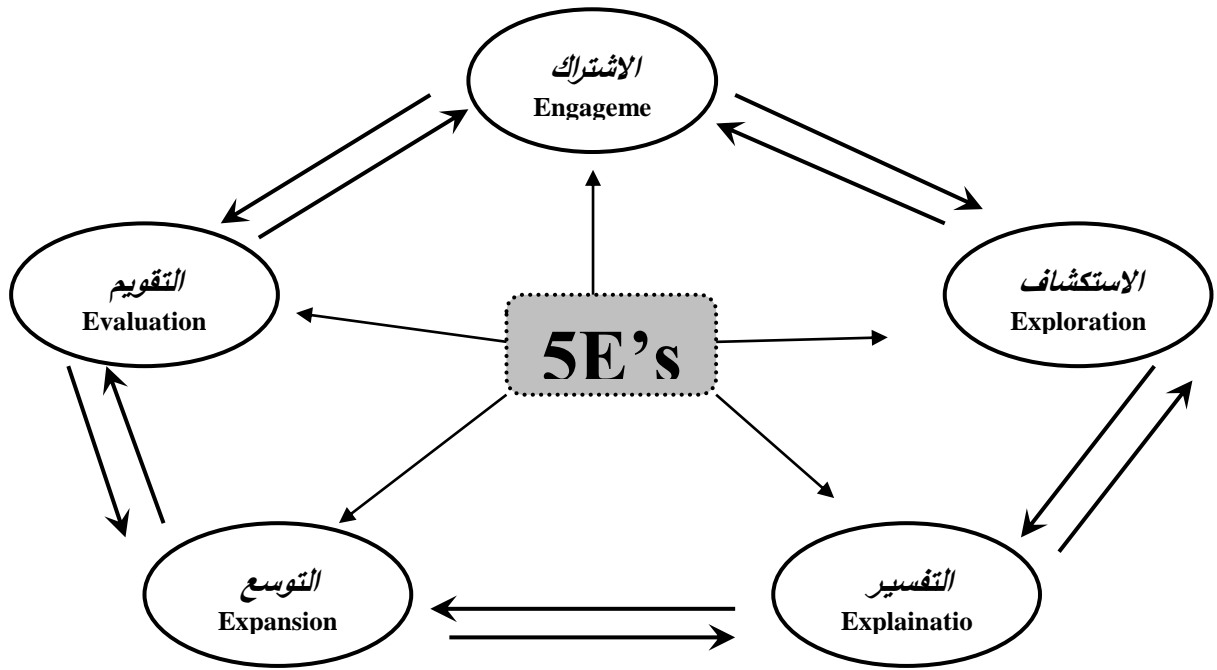 الاشتراك
Engageme
التقويم
Evaluation
الاستكشاف
Exploration
5E’s
التوسع
Expansion
التفسير
Explainatio